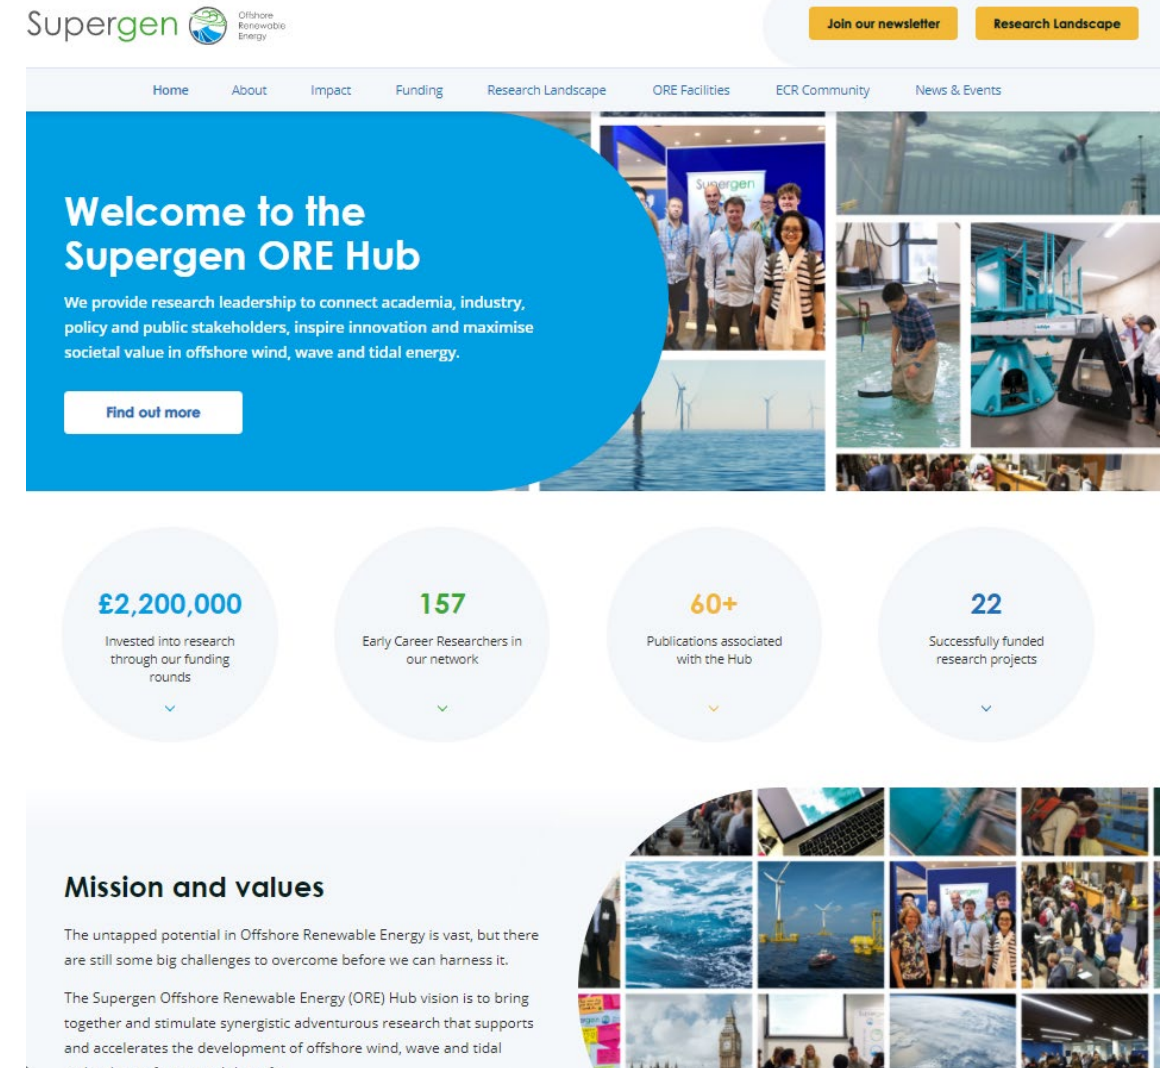 Supergen
Offshore
Renewable
Energy
Join our newsletter
Research Landscape
Home
About
Impact
Funding
Research Landscape
ORE Facilities
ECR Community
News & Events
Welcome to the
Supergen ORE Hub
We provide research leadership to connect academia, industry,
policy and public stakeholders, inspire innovation and maximise
societal value in offshore wind, wave and tidal energy.
Find out more
Supergen
£2,200,000
Invested into research
through our funding
rounds
157
Early Career Researchers in
our network
60+
Publications associated
with the Hub
22
Successfully funded
research projects
Mission and values
The untapped potential in Offshore Renewable Energy is vast, but there
are still some big challenges to overcome before we can harness it.
The Supergen Offshore Renewable Energy (ORE) Hub vision is to bring
together and stimulate synergistic adventurous research that supports
and accelerates the development of offshore wind, wave and tidal
Supergen